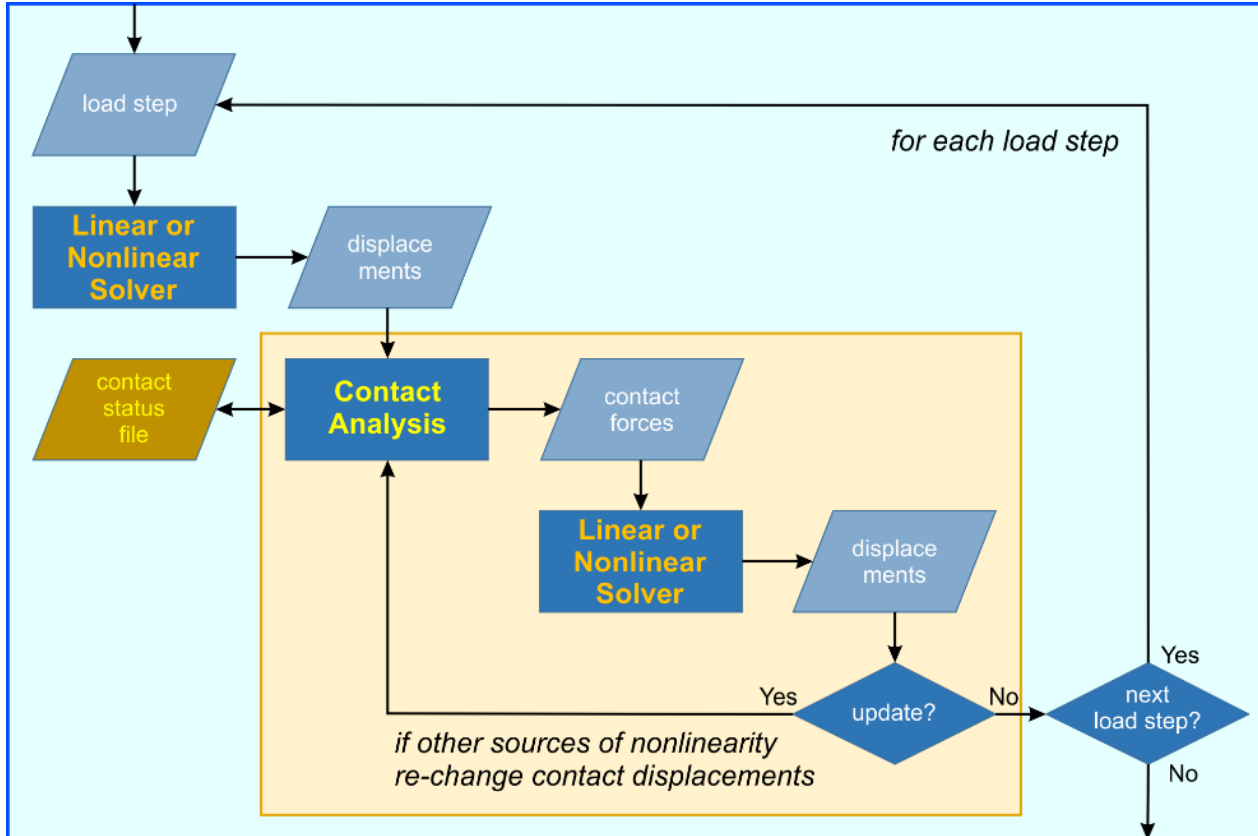 load step
for each load step
Linear or
Nonlinear
Solver
displace
ments
contact
status
file
Contact
Analysis
contact
forces
Linear or
Nonlinear
Solver
displace
ments
Yes
update?
No
Yes
next
load step?
No
if other sources of nonlinearity
re-change contact displacements